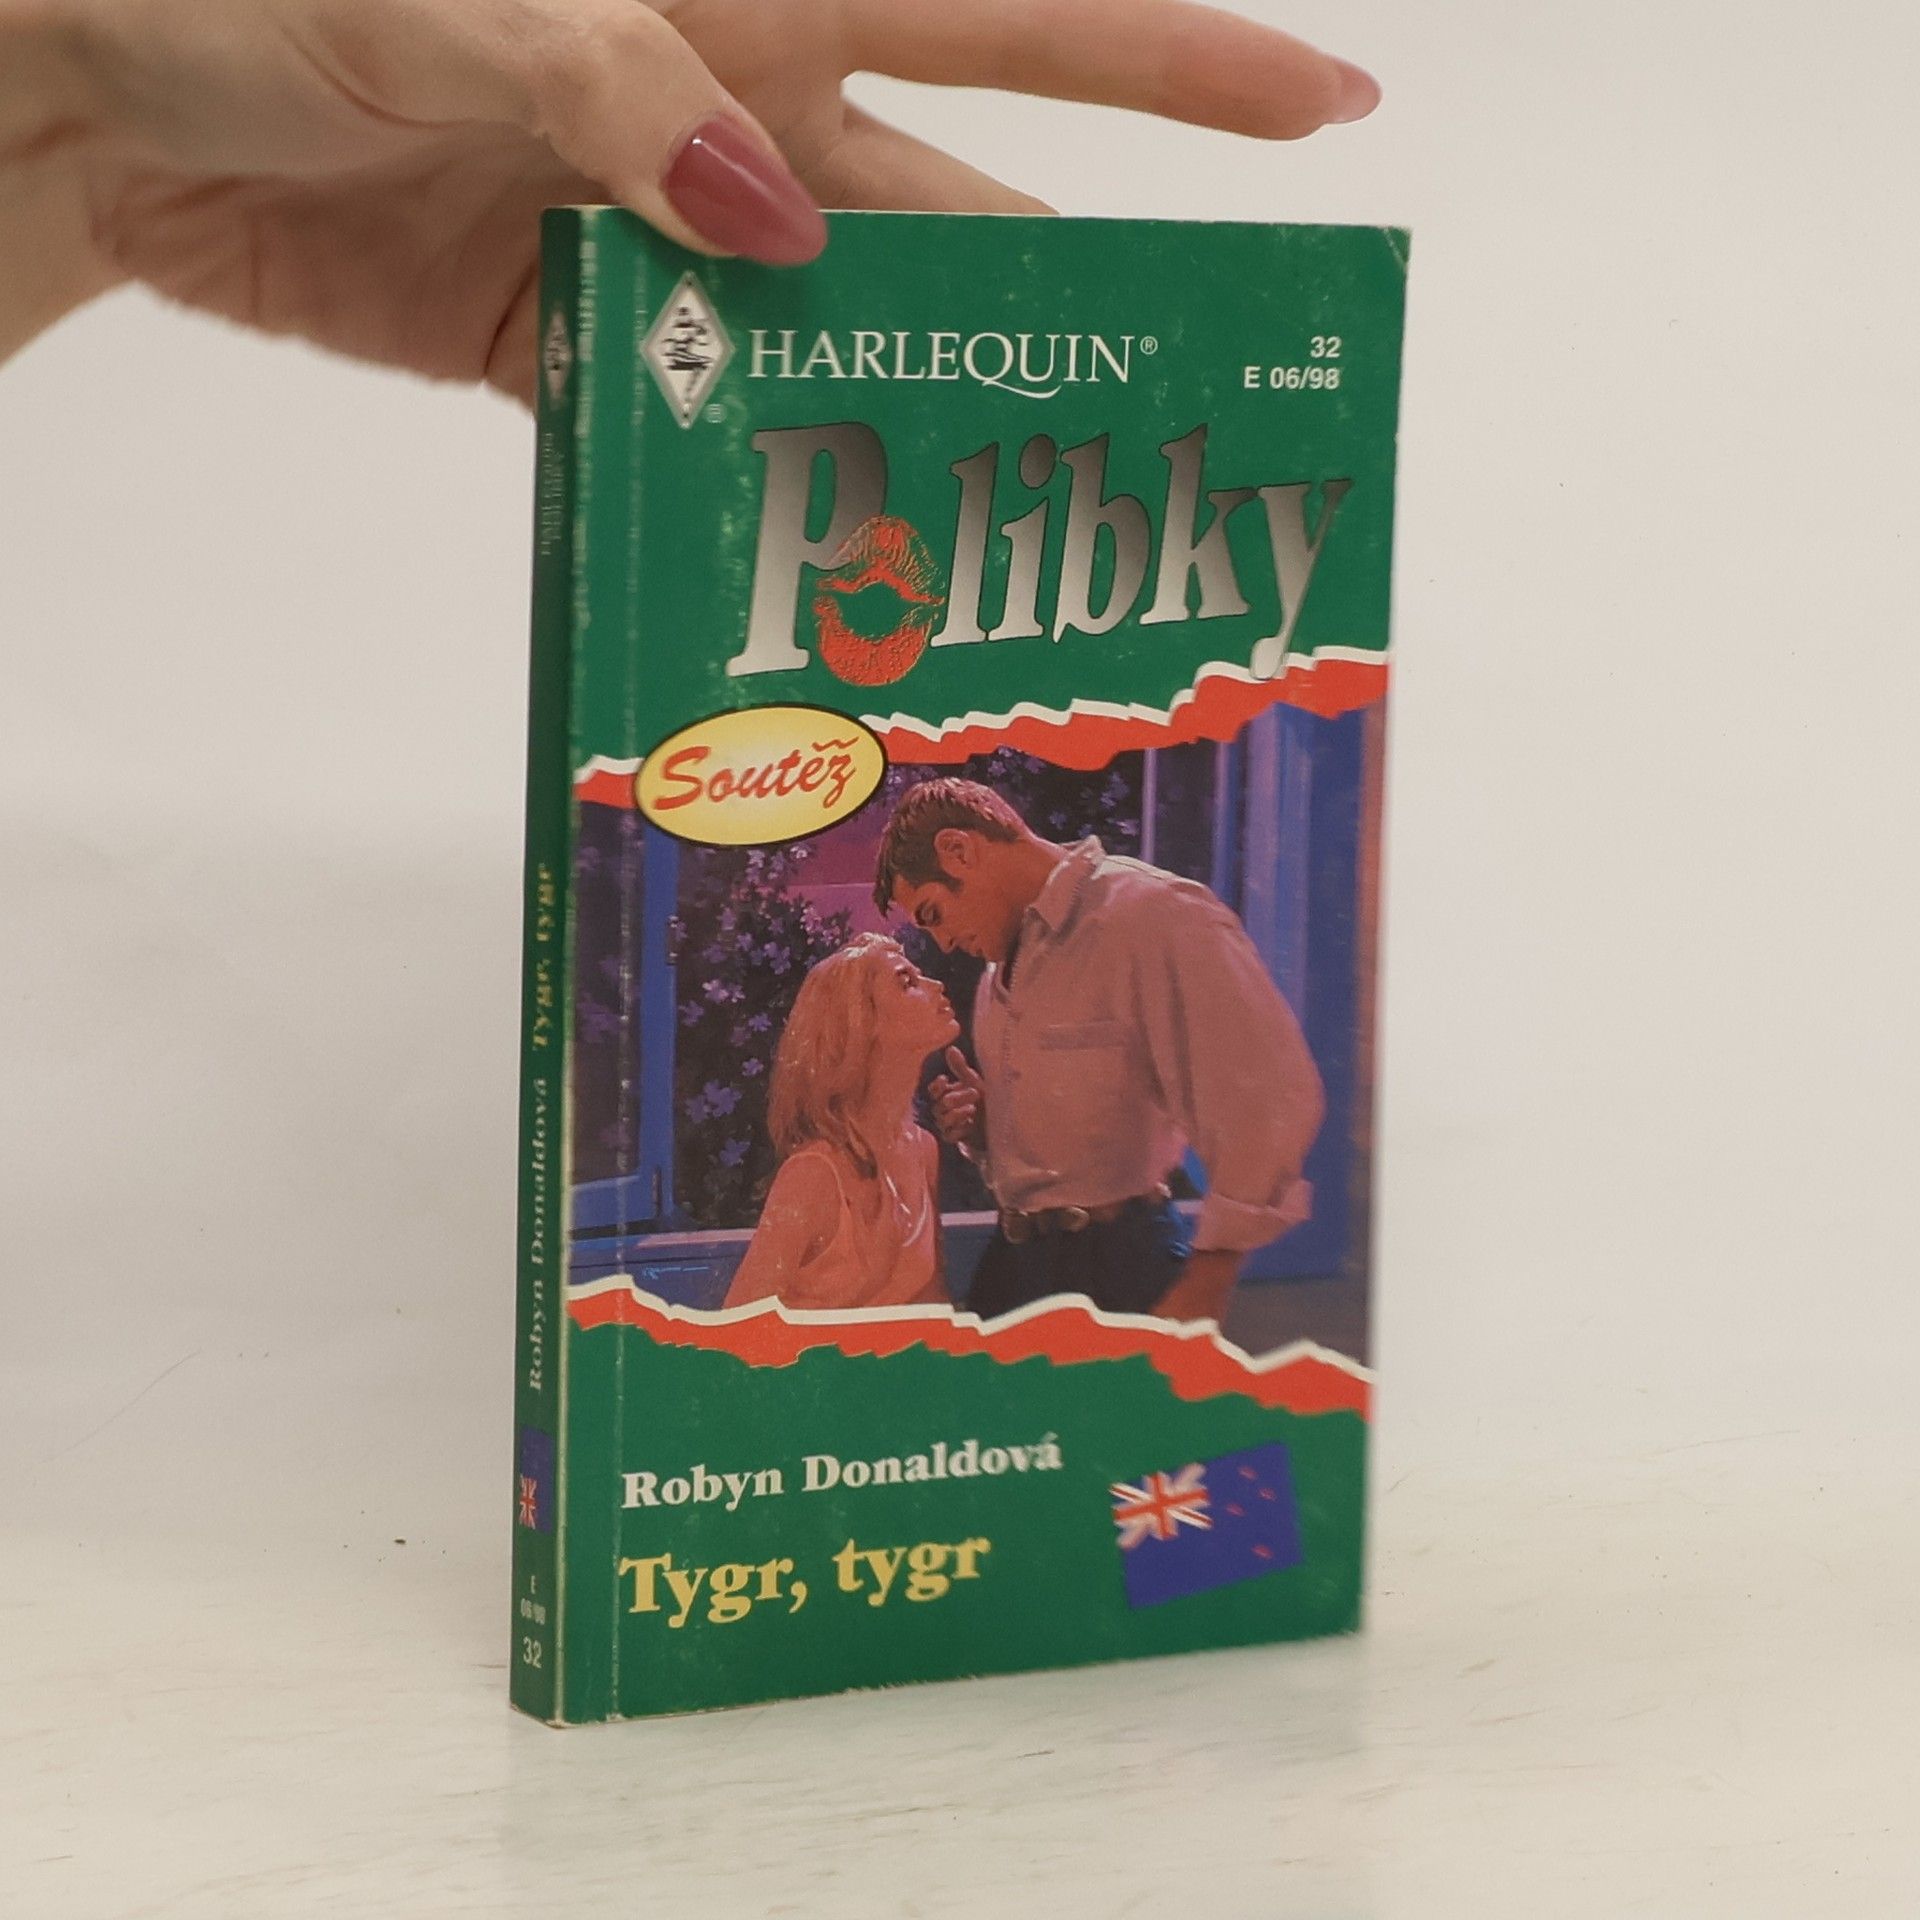 HARLEQUIN®
32
E 06/98
Polibky
Soutěž
Robyn Donaldová
Tygr, tygr
Robyn Donaldová Tygr, tygr
E
06/98
32